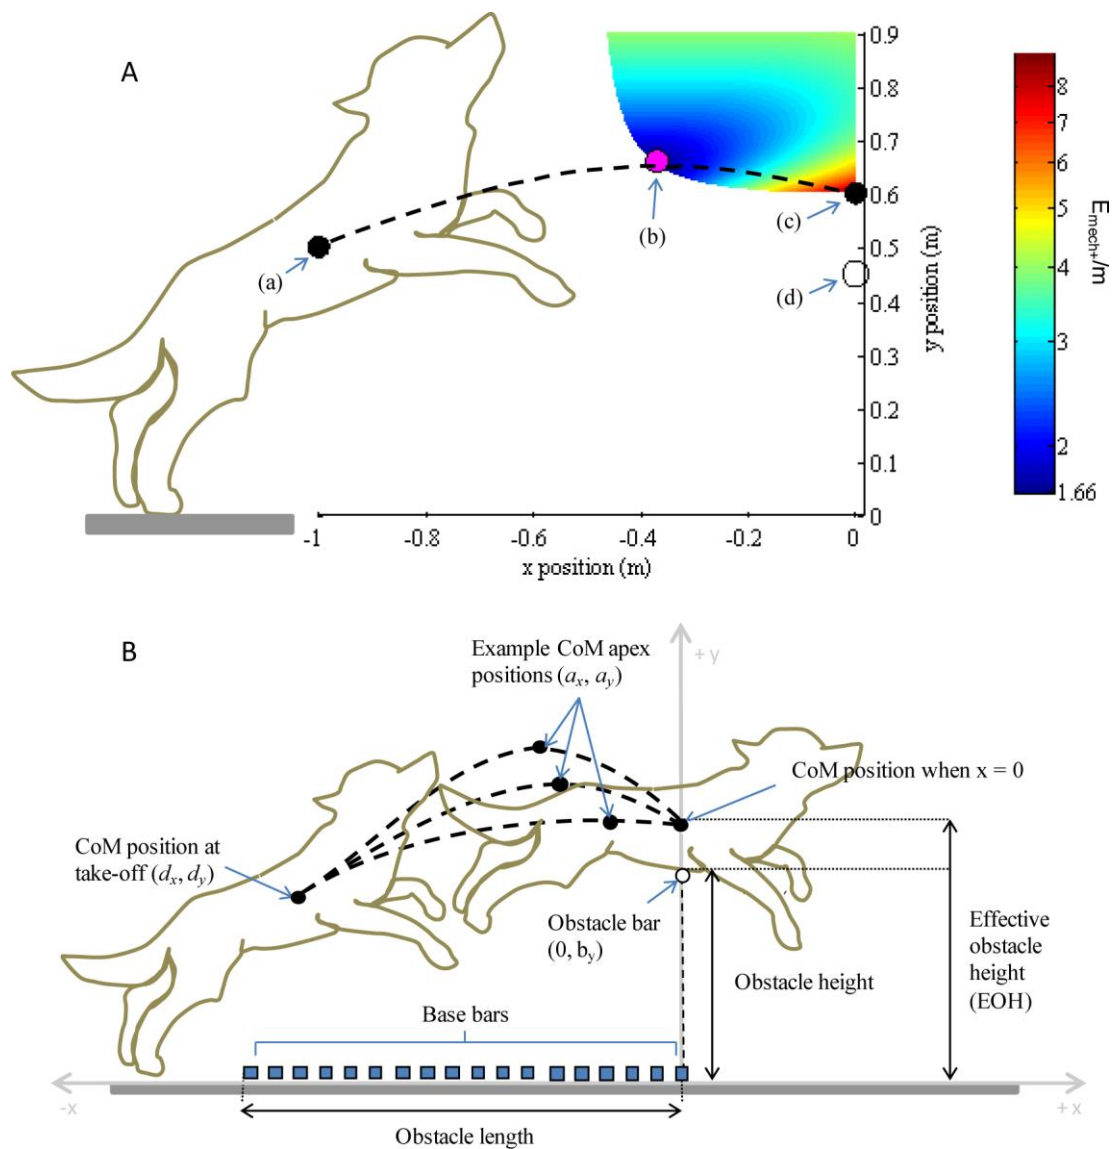 A
0.9
0.8
0.7
0.6
0.5
0.4
0.3
0.2
0.1
0
y position (m)
(a)
(b)
(c)
(d)
-1
-0.8
-0.6
-0.4
-0.2
0
x position (m)
8
7
6
5
4
3
2
1.66
Emech+/m
B
Example CoM apex
positions (ax, ay)
+ y
CoM position when x = 0
CoM position at
take-off (dx, dy)
Obstacle bar
(0, by)
Effective
obstacle
height
(EOH)
Obstacle height
Base bars
-x
+ x
Obstacle length